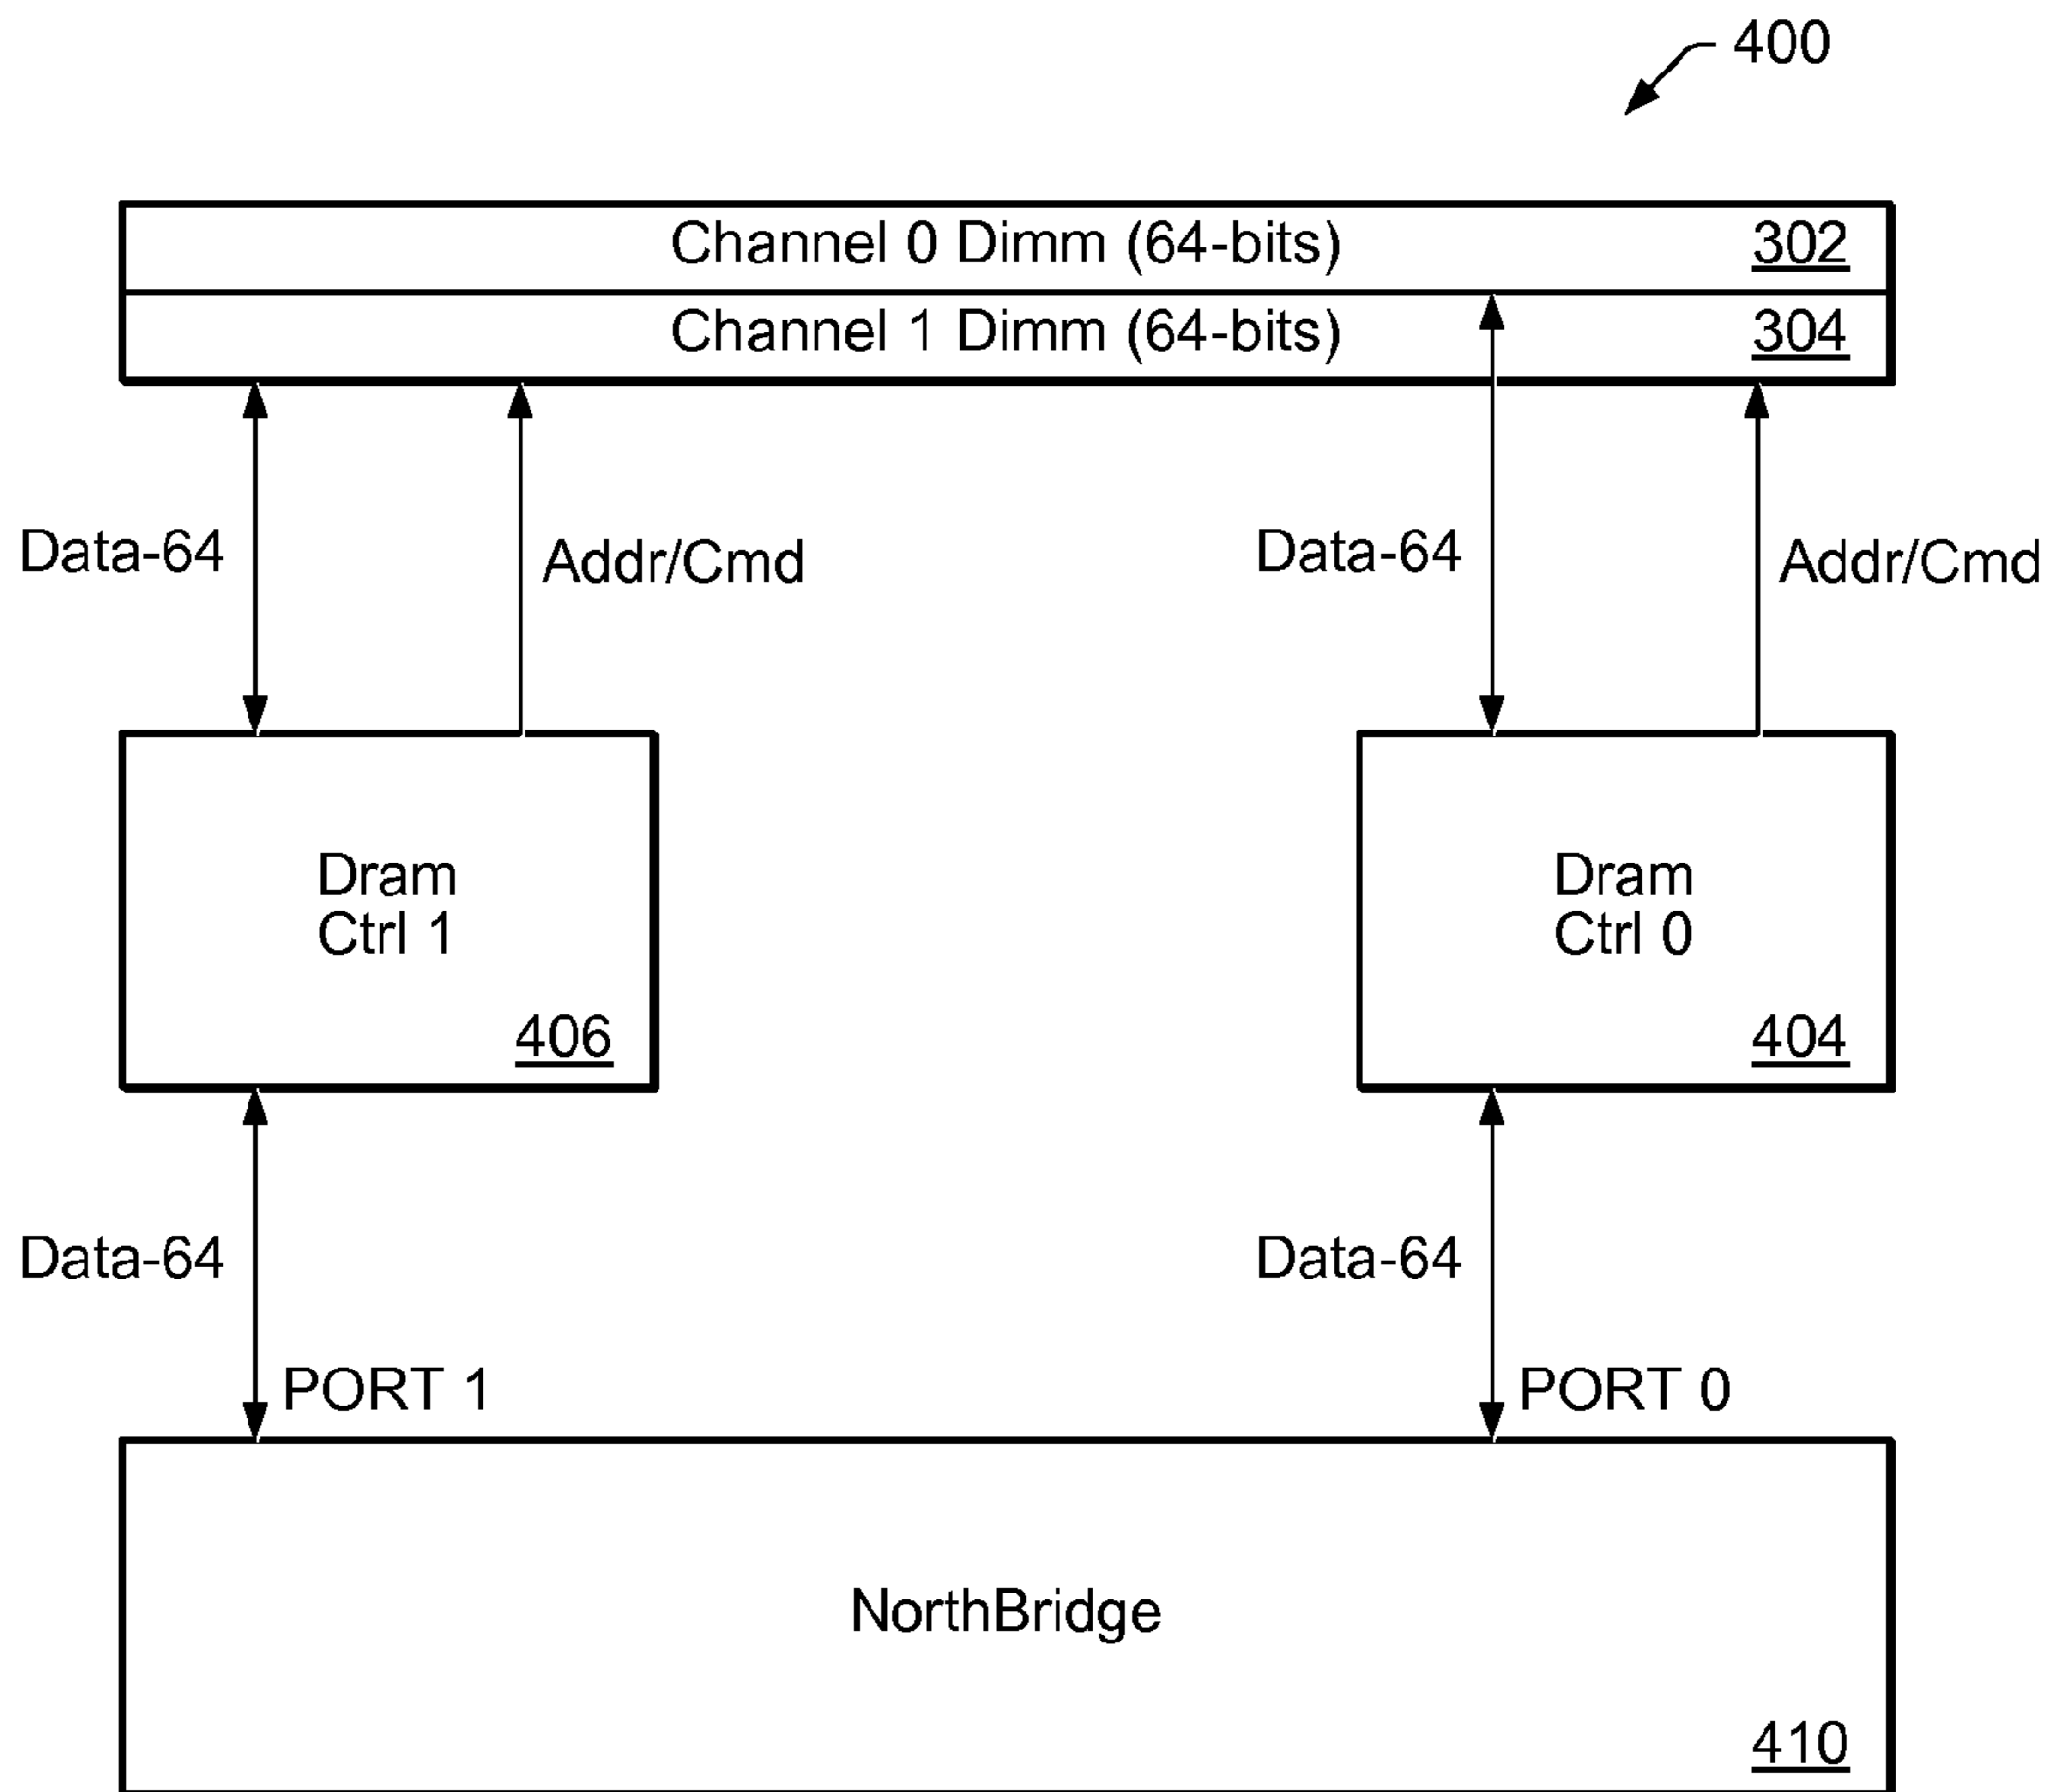 400
Channel 0 Dimm (64-bits) 302
Channel 1 Dimm (64-bits) 304
Data-64 Addr/Cmd Data-64 Addr/Cmd
Dram
Ctrl 1
406
Dram
Ctrl 0
404
Data-64 Data-64
PORT 1 PORT 0
NorthBridge
410